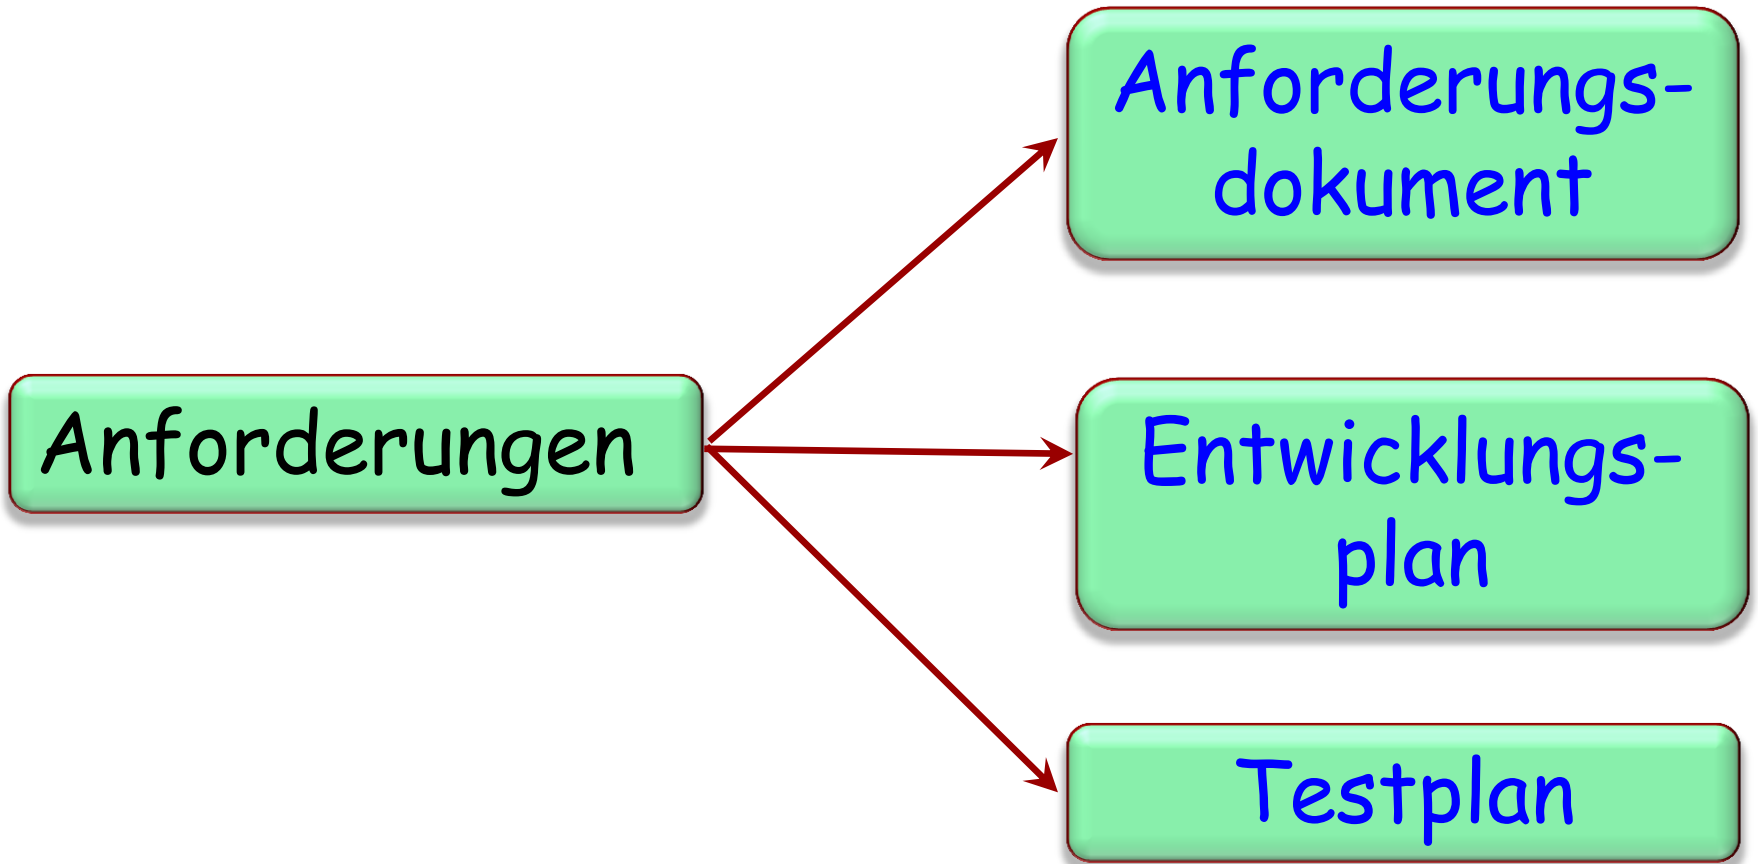 Anforderungs-
dokument
Anforderungen
Entwicklungs-
plan
Testplan